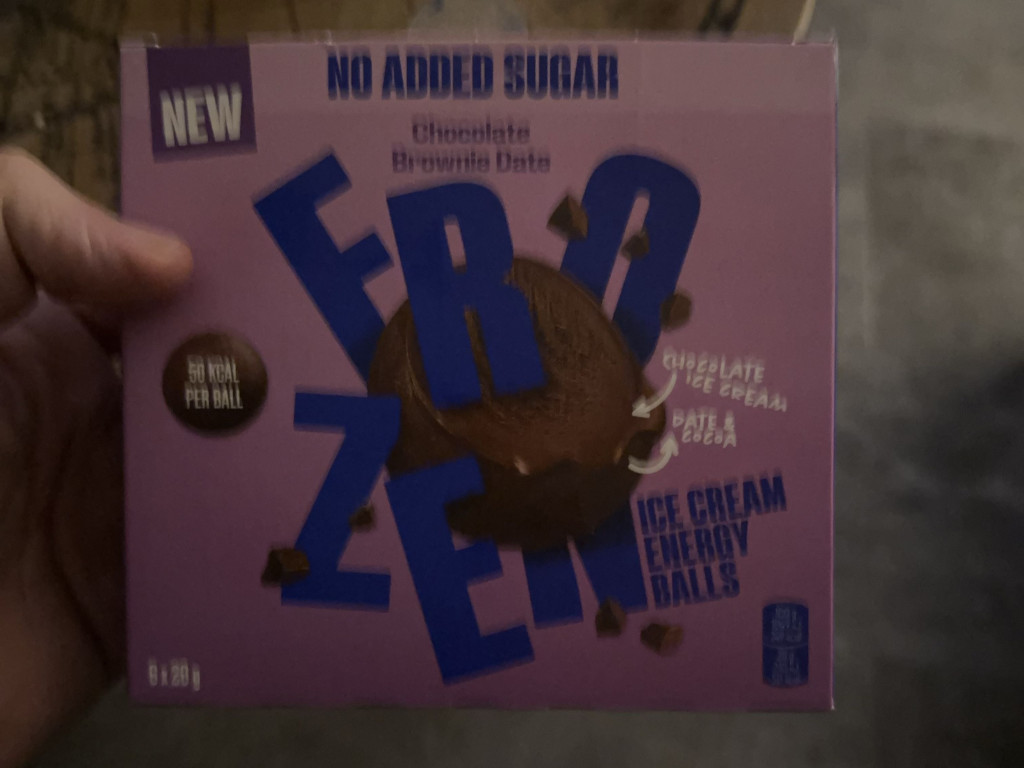 NEW
NO ADDED SUGAR
Chocolate
Brownie Date
FRO
ZEN
50 KCAL
PER BALL
CHOCOLATE
ICE CREAM
DATE &
COCOA
ICE CREAM
ENERGY
BALLS